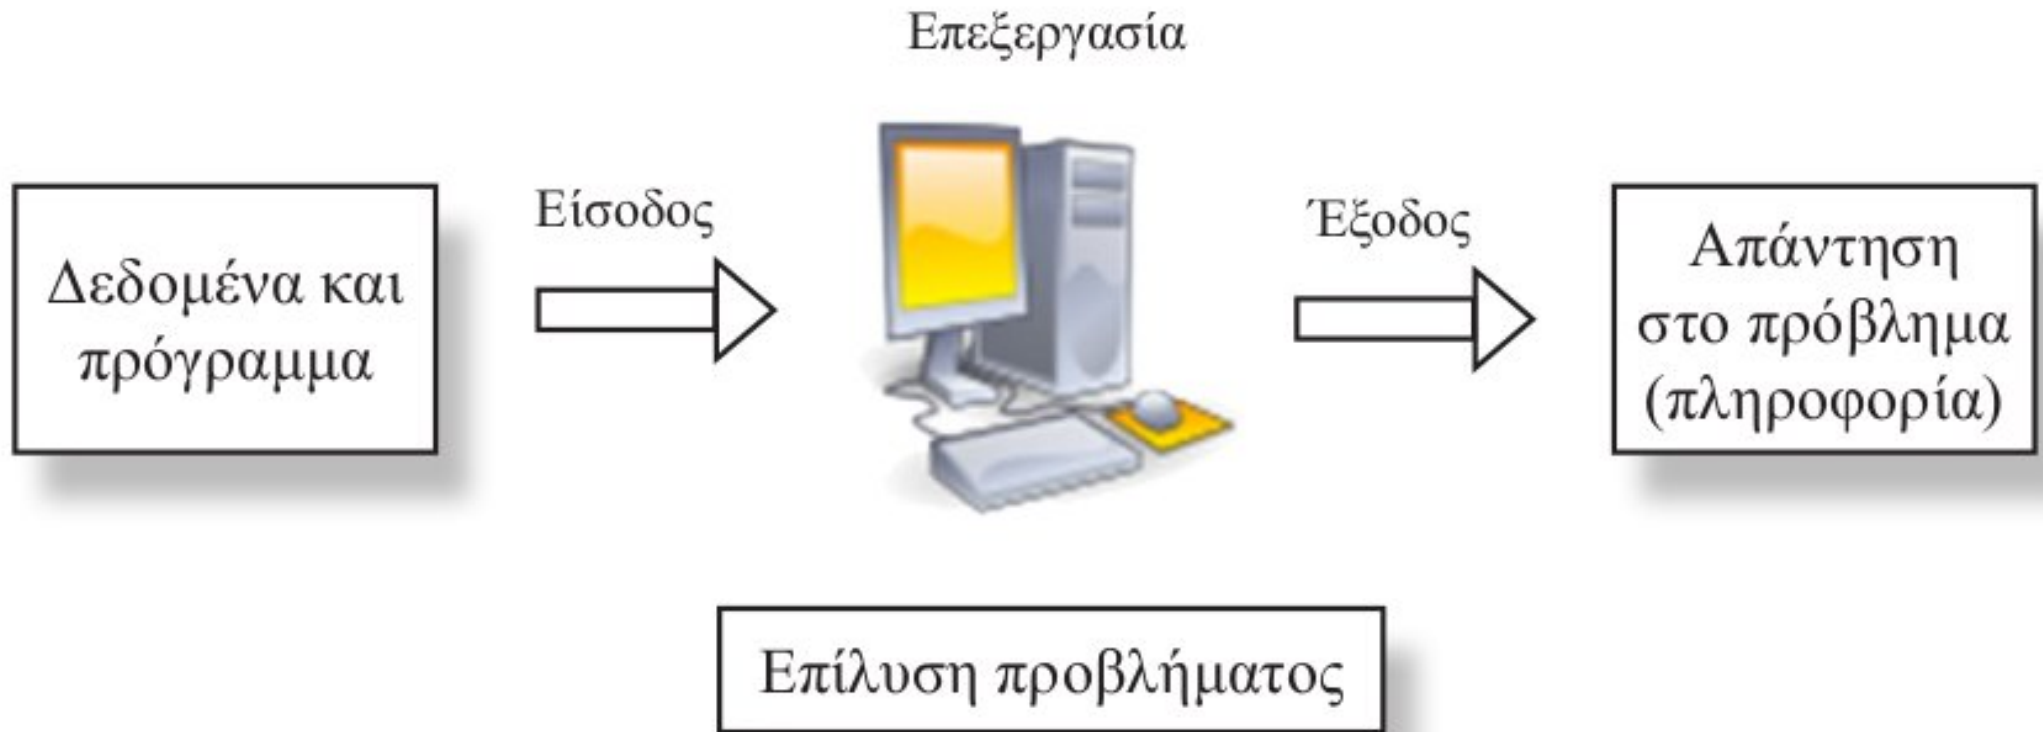 Επεξεργασία
Δεδομένα και
πρόγραμμα
Είσοδος
Έξοδος
Απάντηση
στο πρόβλημα
(πληροφορία)
Επίλυση προβλήματος